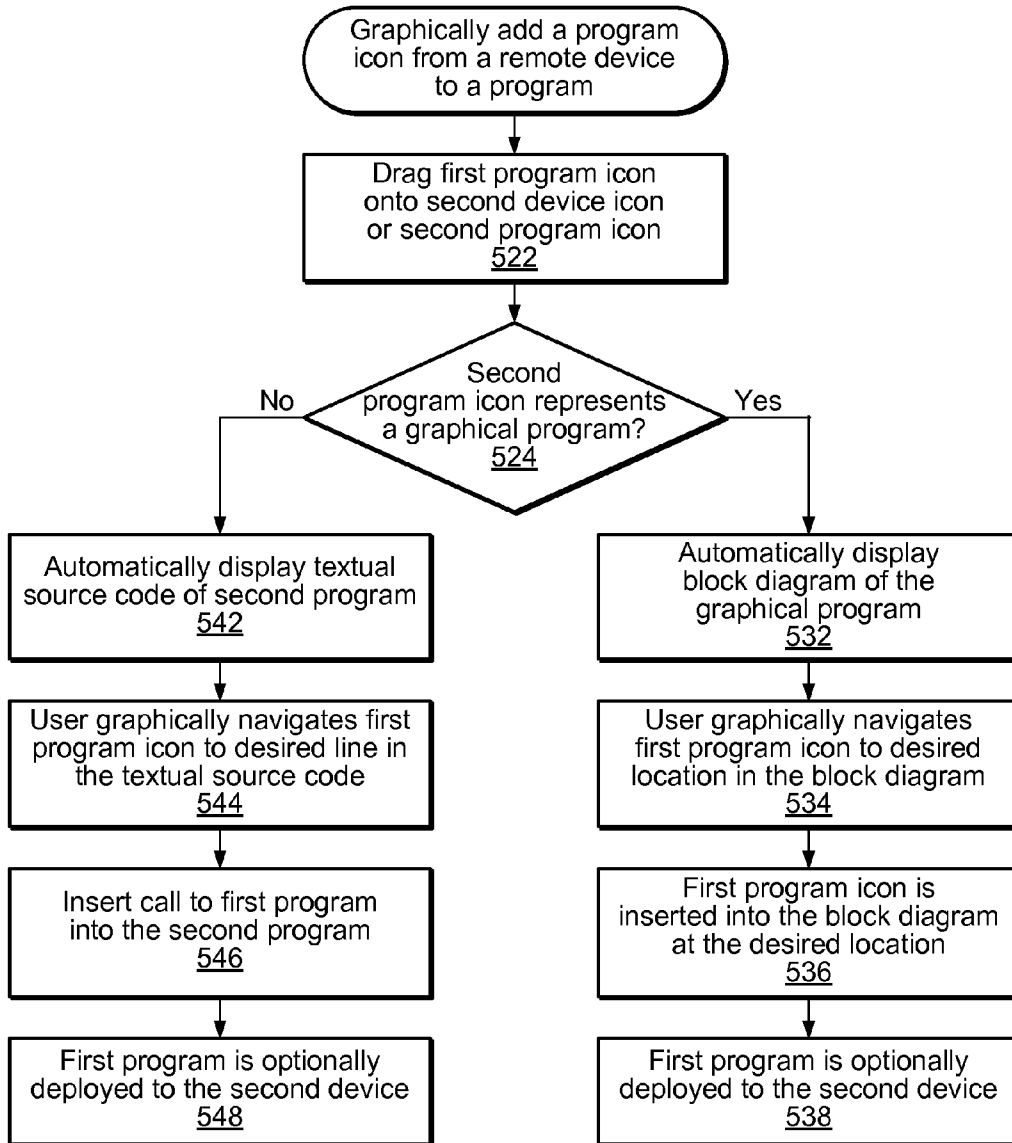 Graphically add a program
icon from a remote device
to a program
Drag first program icon
onto second device icon
or second program icon
522
Second
program icon represents
a graphical program?
524
No
Yes
Automatically display textual
source code of second program
542
User graphically navigates first
program icon to desired line in
the textual source code
544
Insert call to first program
into the second program
546
First program is optionally
deployed to the second device
548
Automatically display
block diagram of the
graphical program
532
User graphically navigates
first program icon to desired
location in the block diagram
534
First program icon is
inserted into the block diagram
at the desired location
536
First program is optionally
deployed to the second device
538